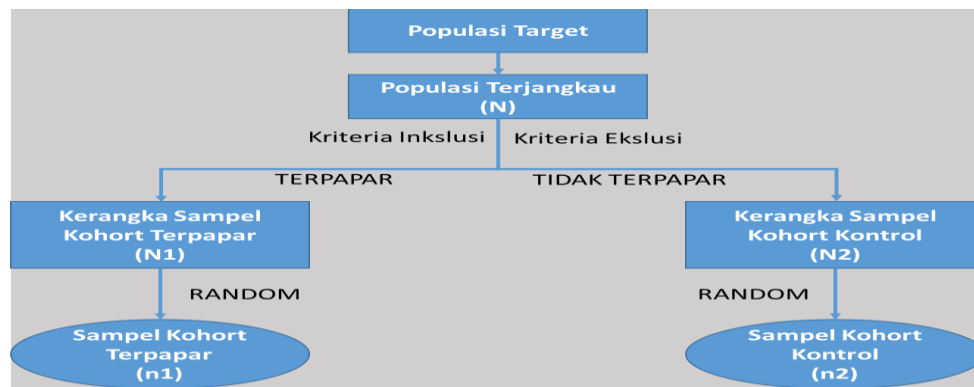 Populasi Target
Populasi Terjangkau
(N)
Kriteria Inkslusi
Kriteria Ekslusi
TERPAPAR
TIDAK TERPAPAR
Kerangka Sampel
Kohort Terpapar
(N1)
Kerangka Sampel
Kohort Kontrol
(N2)
RANDOM
RANDOM
Sampel Kohort
Terpapar
(n1)
Sampel Kohort
Kontrol
(n2)